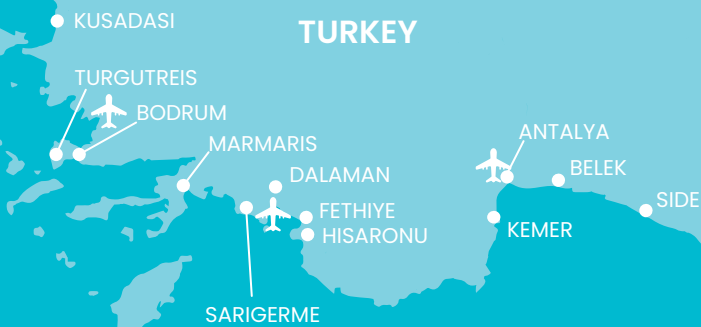 KUSADASI
TURKEY
TURGUTREIS
BODRUM
MARMARIS
ANTALYA
DALAMAN
BELEK
SIDE
FETHIYE
HISARONU
KEMER
SARIGERME